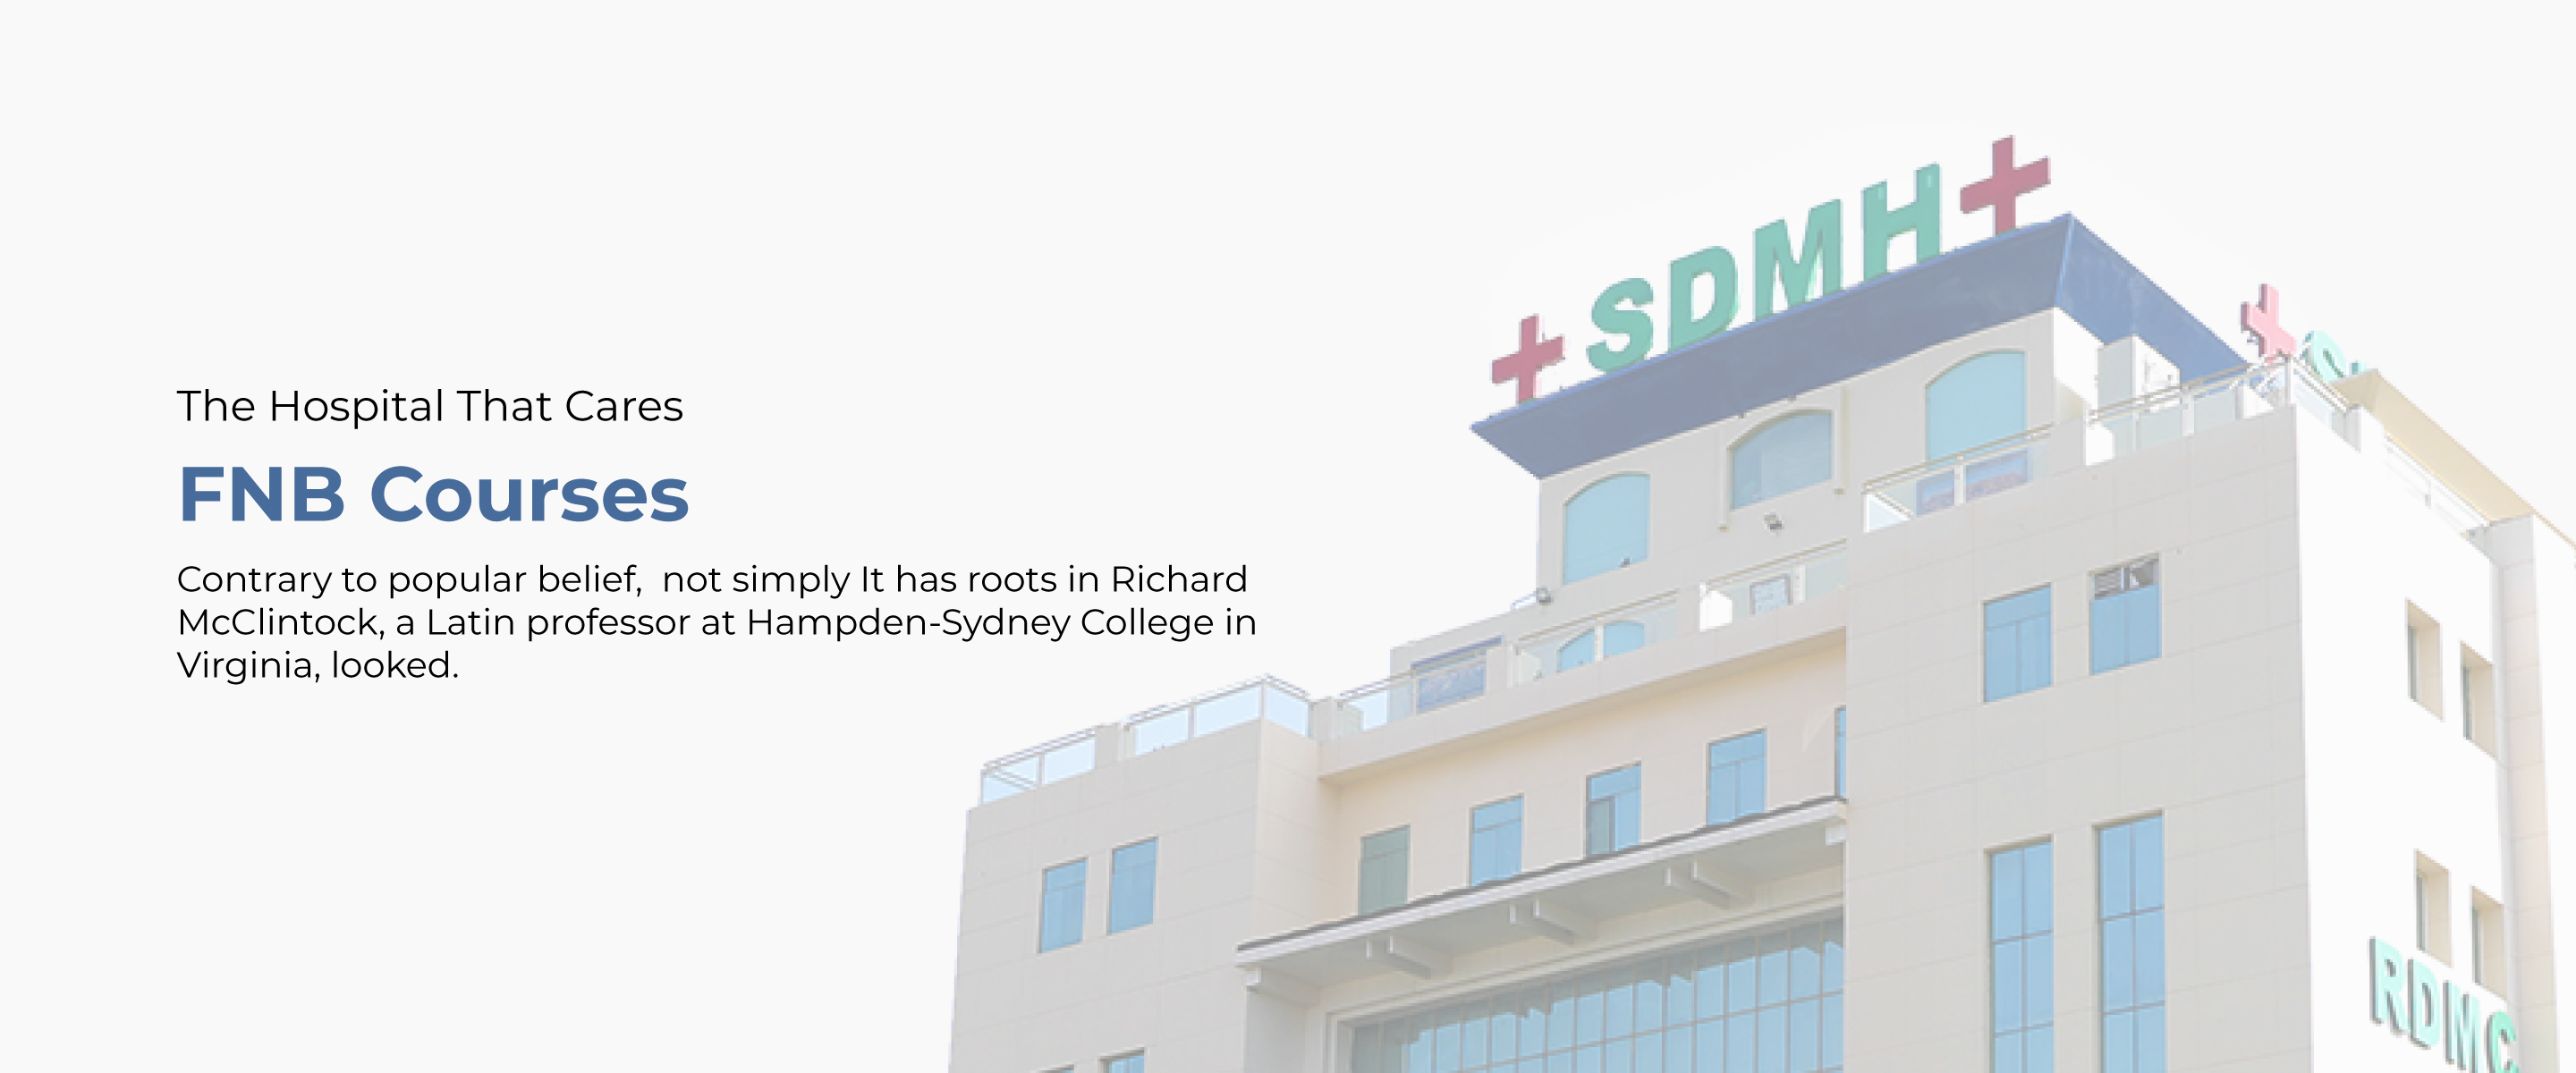 The Hospital That Cares
FNB Courses
Contrary to popular belief,  not simply It has roots in Richard
McClintock, a Latin professor at Hampden-Sydney College in
Virginia, looked.
+SDMH+
+S
RDMC